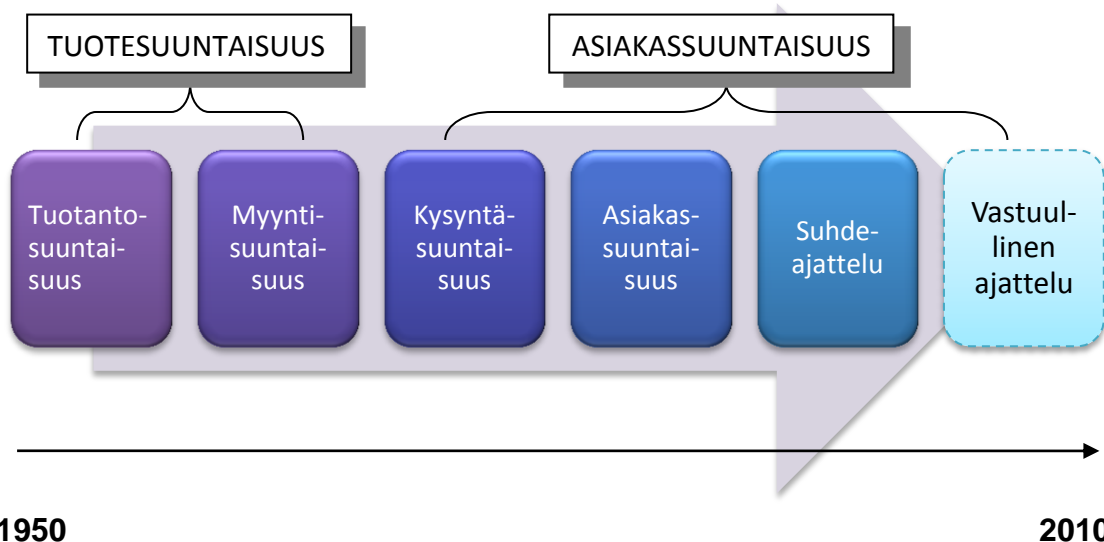 TUOTESUUNTAISUUS
ASIAKASSUUNTAISUUS
Tuotanto-
suuntai-
suus
Myynti-
suuntai-
suus
Kysyntä-
suuntai-
suus
Asiakas-
suuntai-
suus
Suhde-
ajattelu
Vastuul-
linen
ajattelu
1950
2010